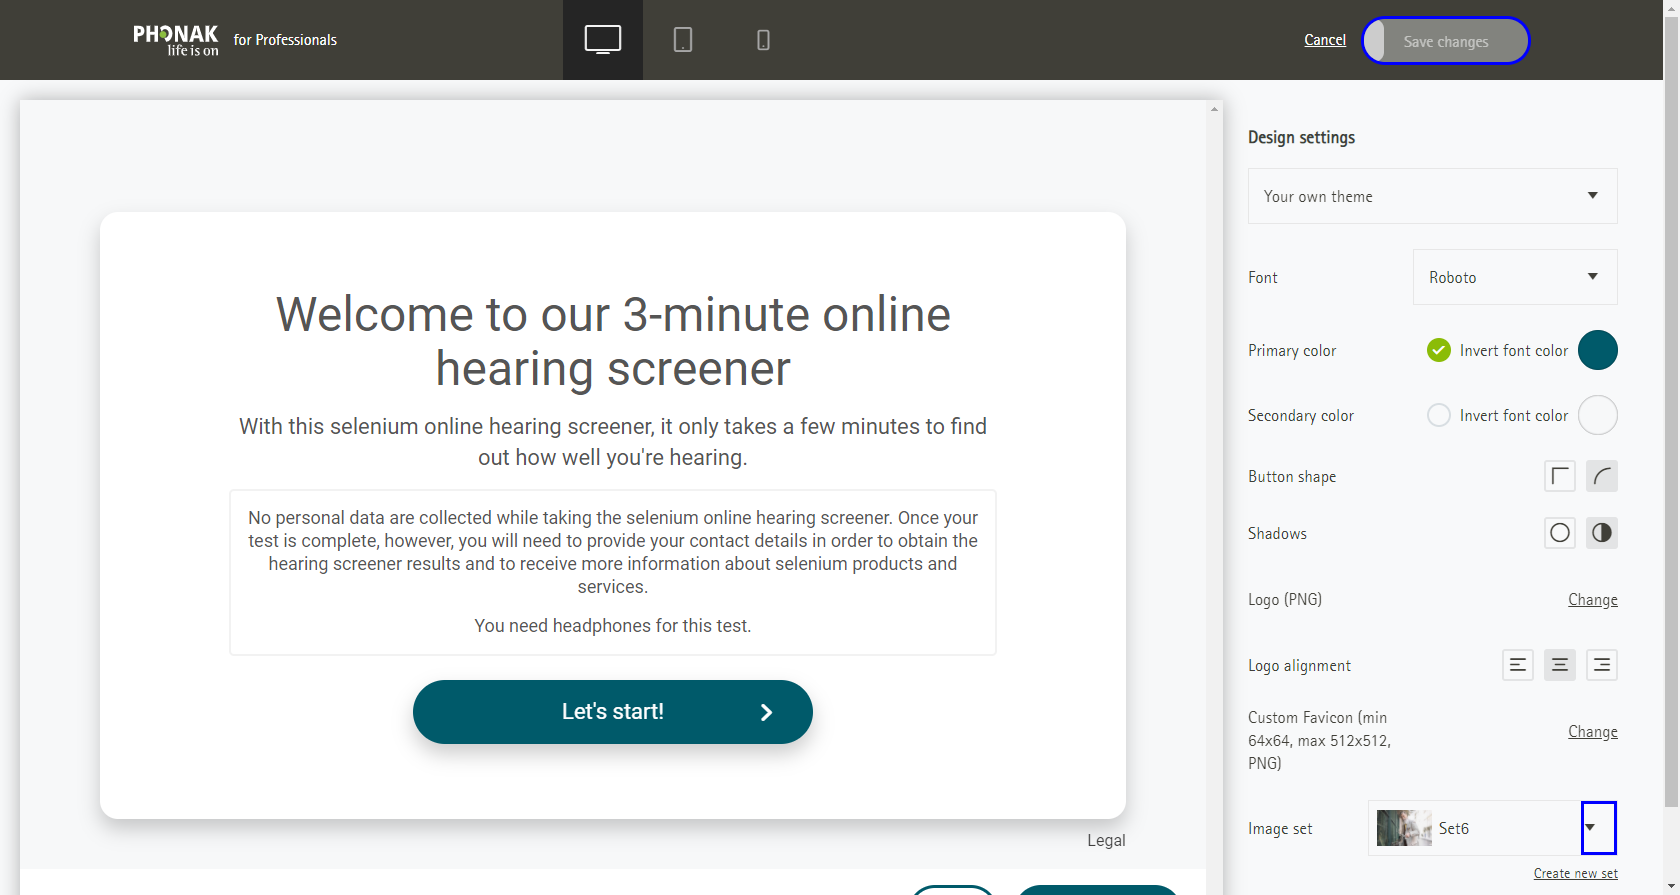 PHONAK
life is on
for Professionals
Cancel
Save changes
Design settings
Your own theme
Font
Roboto
Primary color
Invert font color
Secondary color
Invert font color
Button shape
Shadows
Logo (PNG)
Change
Logo alignment
Custom Favicon (min
64x64, max 512x512,
PNG)
Change
Image set
Set6
Create new set
Welcome to our 3-minute online
hearing screener
With this selenium online hearing screener, it only takes a few minutes to find
out how well you're hearing.
No personal data are collected while taking the selenium online hearing screener. Once your
test is complete, however, you will need to provide your contact details in order to obtain the
hearing screener results and to receive more information about selenium products and
services.
You need headphones for this test.
Let's start!
Legal